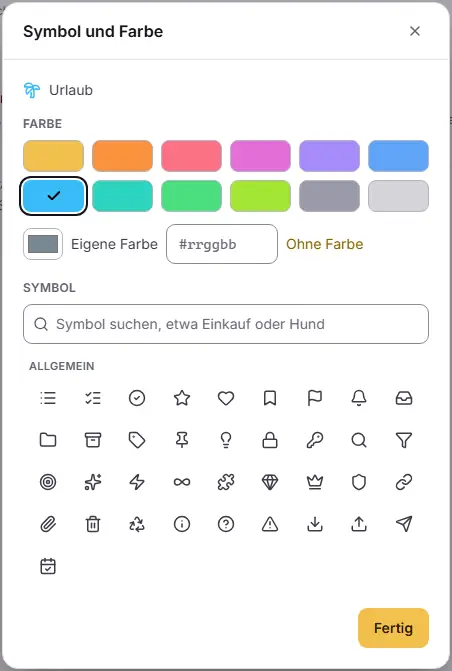 Symbol und Farbe
Urlaub
FARBE
Eigene Farbe #rrggbb Ohne Farbe
SYMBOL
Symbol suchen, etwa Einkauf oder Hund
ALLGEMEIN
Fertig